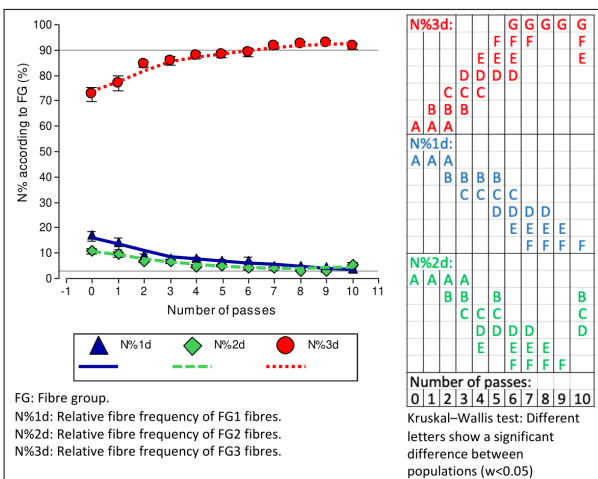 100
90
80
70
60
50
40
30
20
10
0
N% according to FG (%)
-1 0 1 2 3 4 5 6 7 8 9 10 11
Number of passes
N%1d N%2d N%3d
FG: Fibre group.
N%1d: Relative fibre frequency of FG1 fibres.
N%2d: Relative fibre frequency of FG2 fibres.
N%3d: Relative fibre frequency of FG3 fibres.
N%3d: G G G G G
F F F F
E E E E
D D D D
C C C
B B B
A A A
N%1d:
A A A
B B B B
C C C C
D D D D
E E E E
F F F F
N%2d:
A A A A
B B B B
C C C C
D D D D D
E E E E
F F F F
Number of passes:
0 1 2 3 4 5 6 7 8 9 10
Kruskal–Wallis test: Different
letters show a significant
difference between
populations (w<0.05)